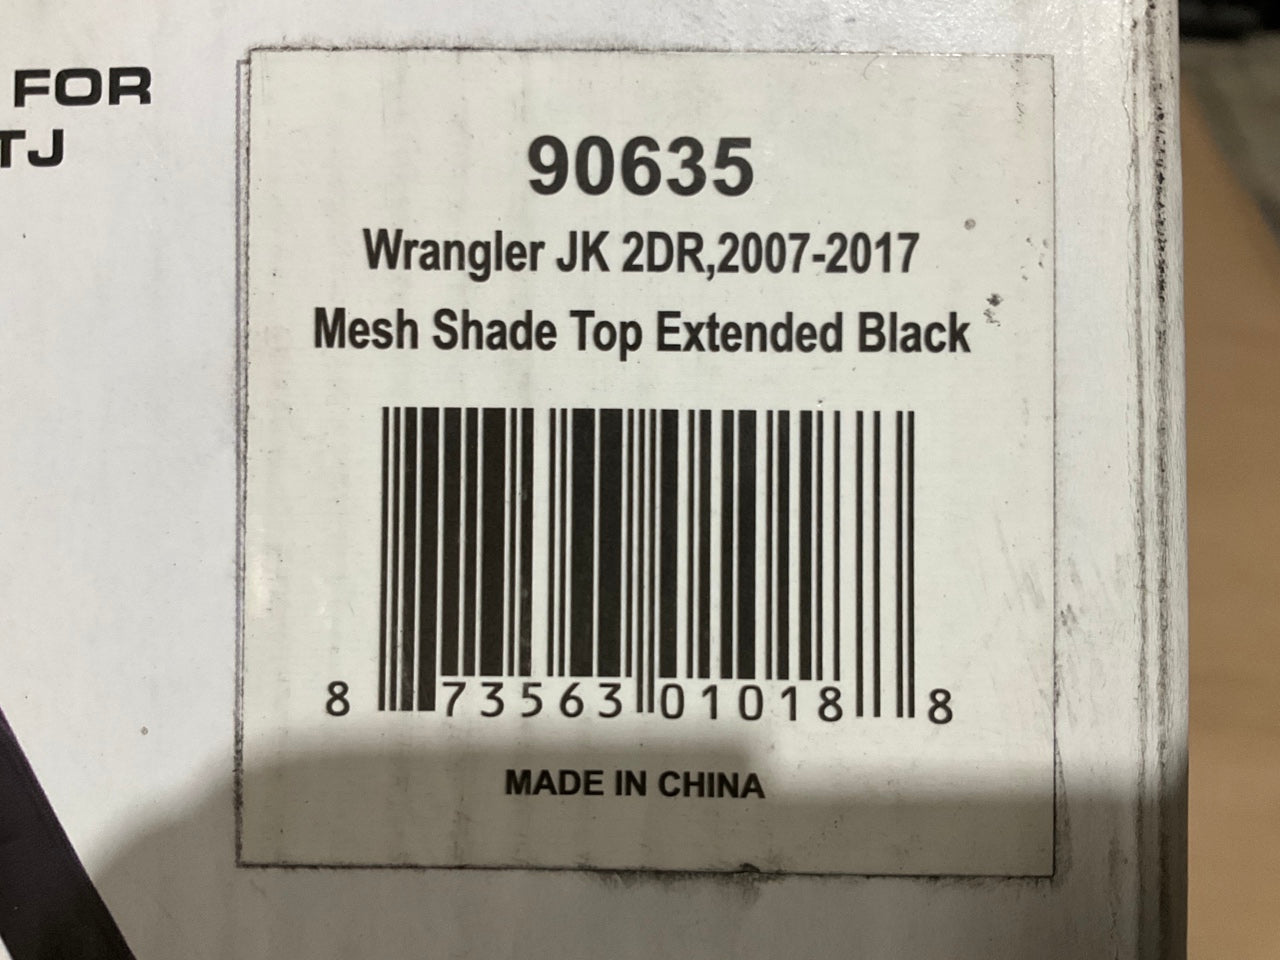 FOR
TJ
90635
Wrangler JK 2DR,2007-2017
Mesh Shade Top Extended Black
8 73563 01018 8
MADE IN CHINA